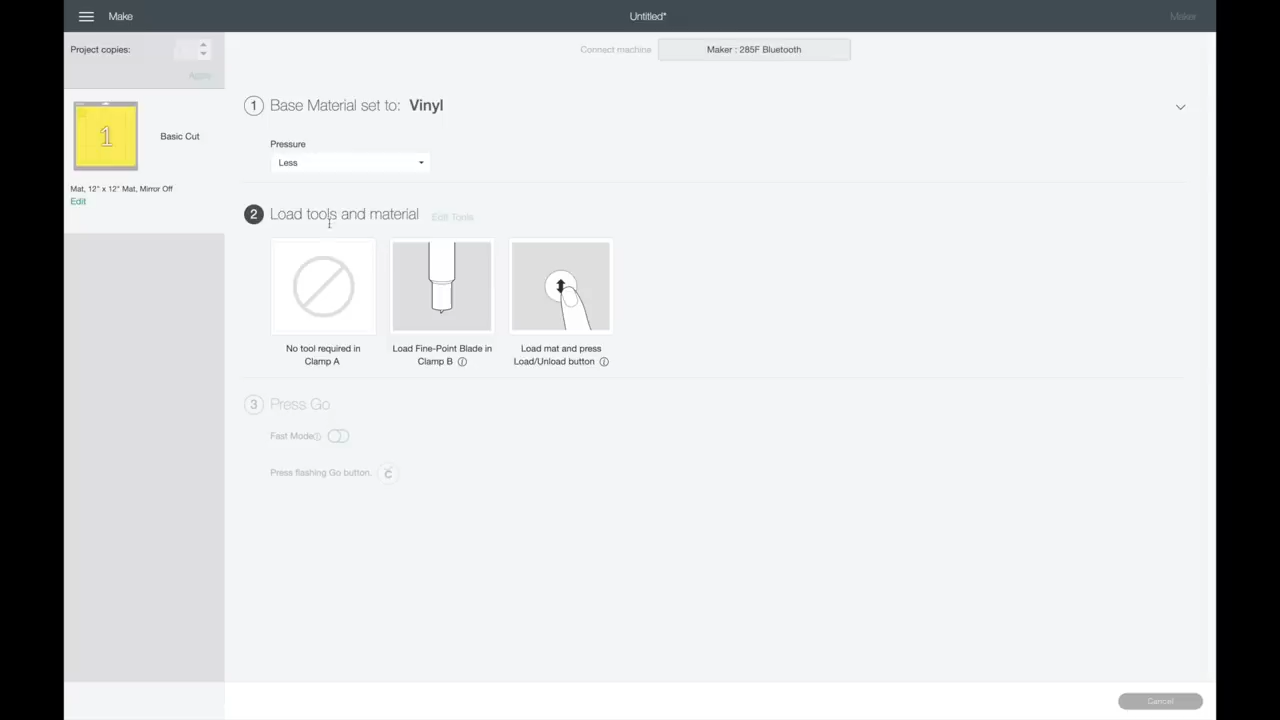 Make
Untitled*
Maker
Project copies:
Apply
Connect machine
Maker : 285F Bluetooth
1
Basic Cut
Mat, 12" x 12" Mat, Mirror Off
Edit
1 Base Material set to: Vinyl
Pressure
Less
2 Load tools and material Edit Tools
No tool required in
Clamp A
Load Fine-Point Blade in
Clamp B
Load mat and press
Load/Unload button
3 Press Go
Fast Mode
Press flashing Go button.
Cancel